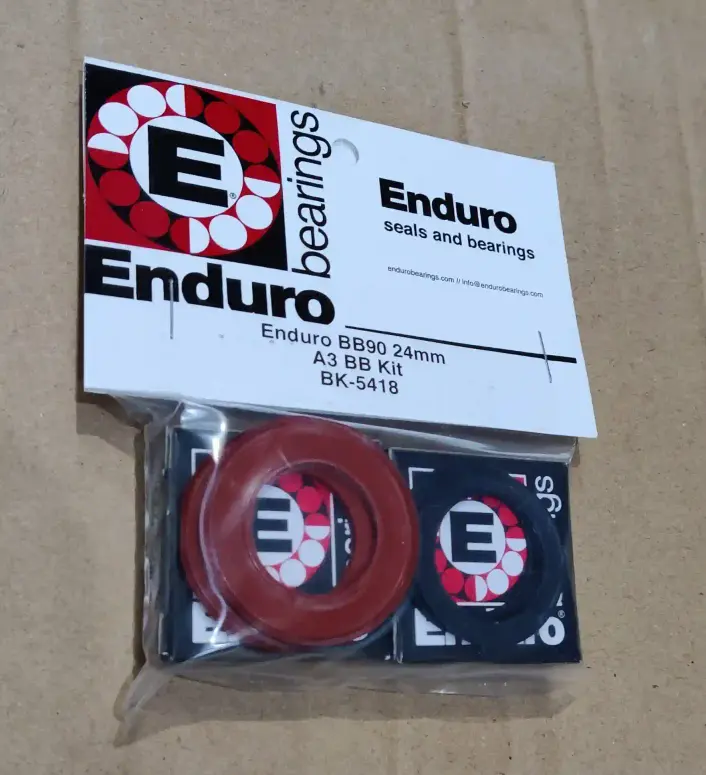 E
®
bearings
Enduro
Enduro
seals and bearings
endurobearings.com // info@endurobearings.com
Enduro BB90 24mm
A3 BB Kit
BK-5418
E
E
®